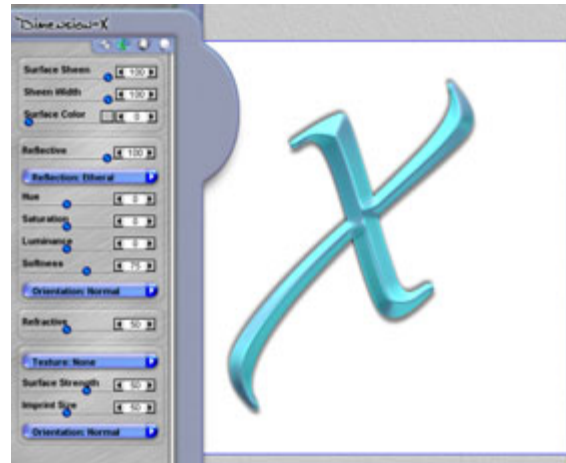 Dimension-X
Surface Sheen 100
Sheen Width 100
Surface Color 0
Reflective 100
Reflection: Etheral
Hue 0
Saturation 0
Luminance 0
Softness 75
Orientation: Normal
Refractive 50
Texture: None
Surface Strength 50
Imprint Size 50
Orientation: Normal
X